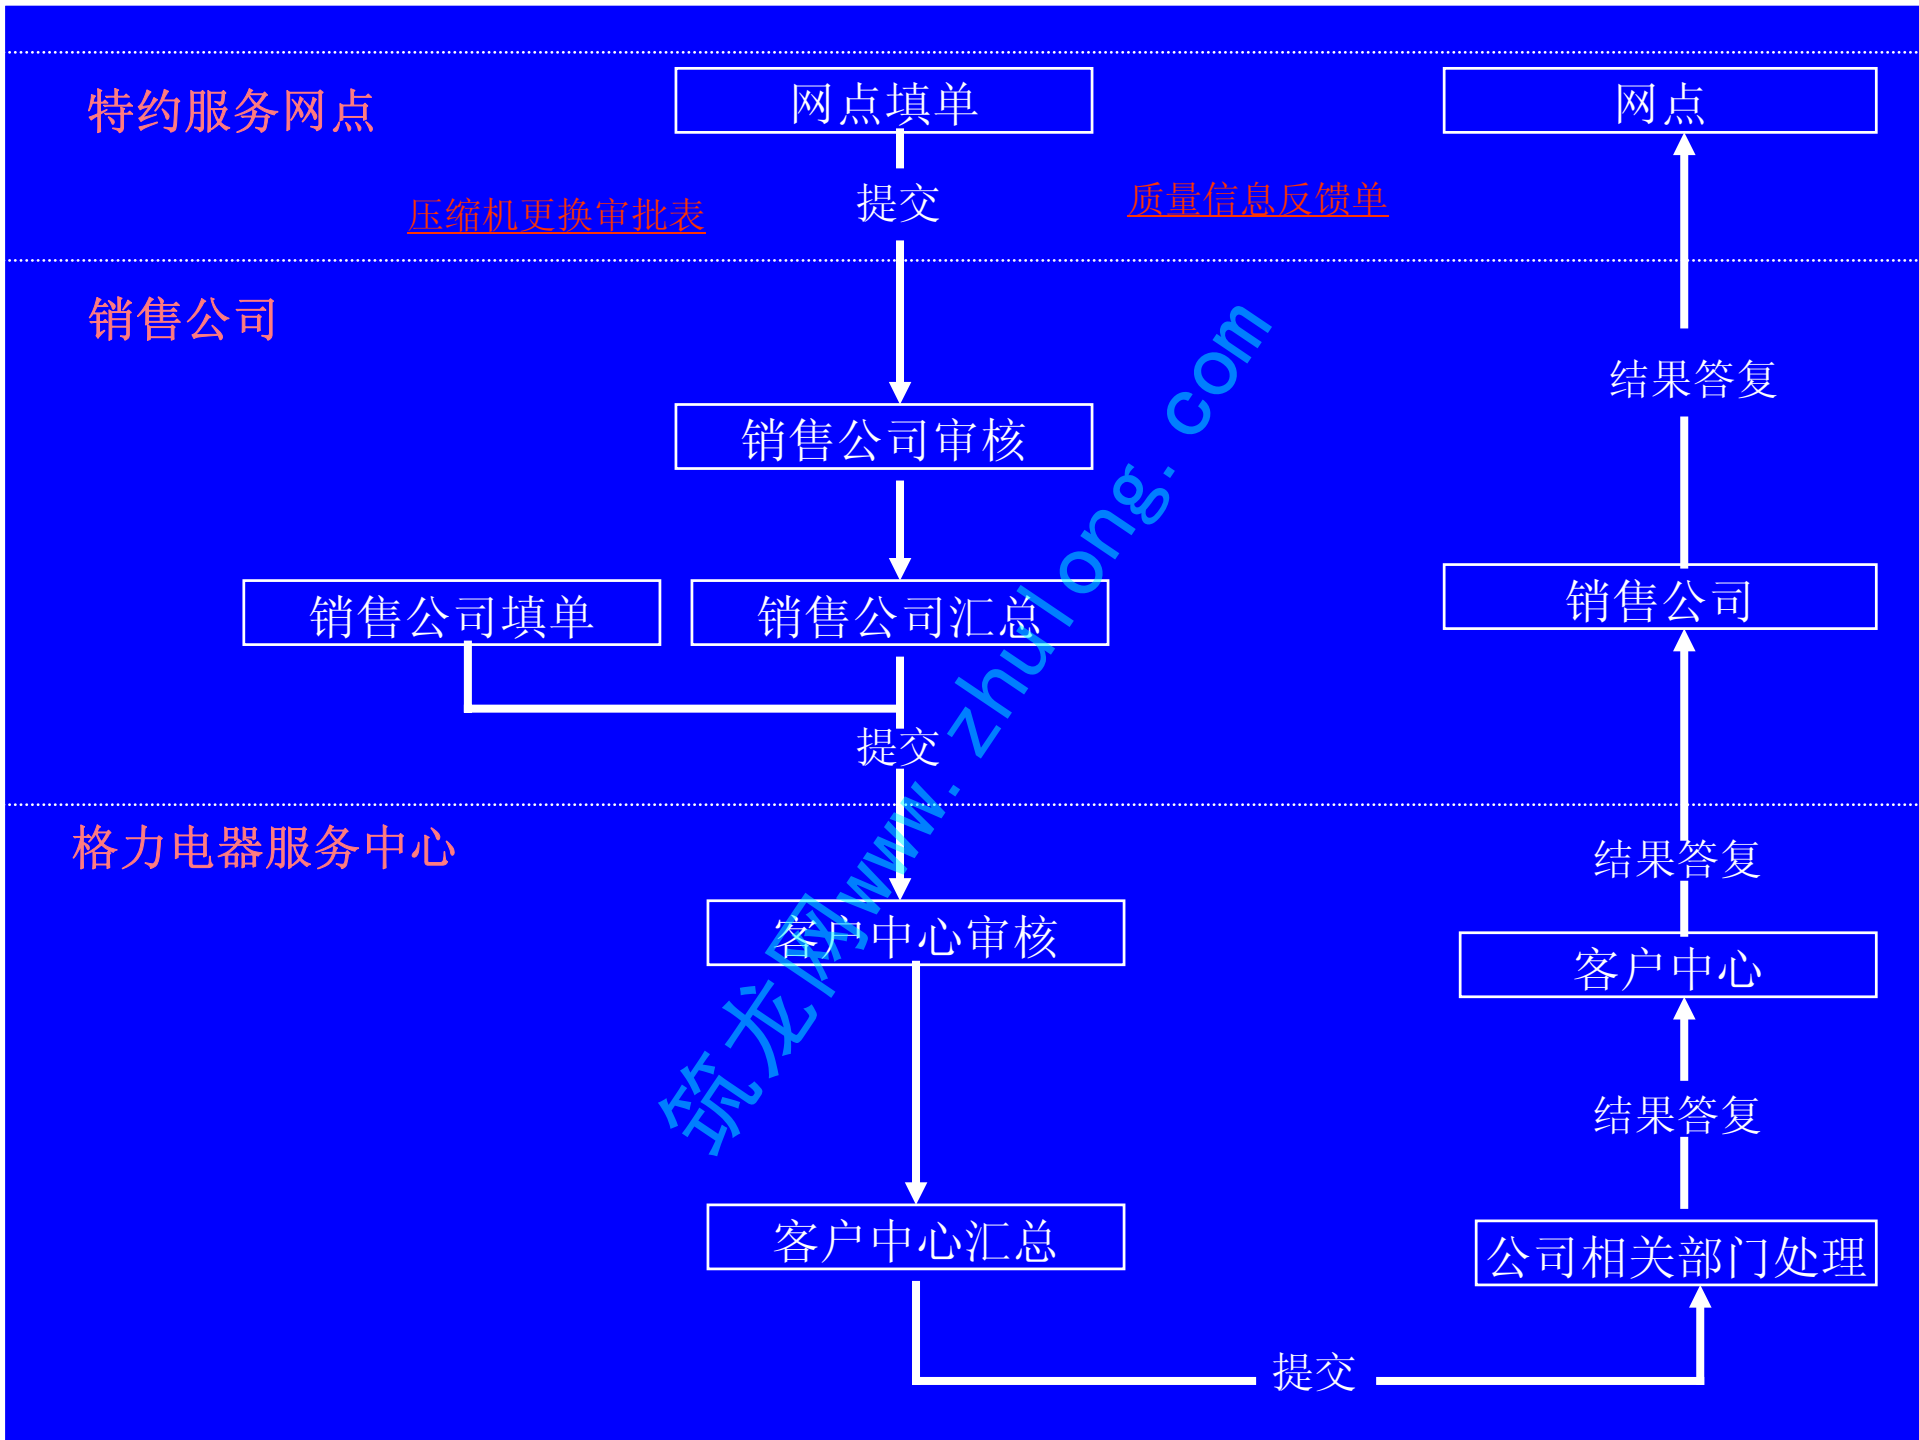 特约服务网点
网点填单
网点
压缩机更换审批表
提交
质量信息反馈单
销售公司
结果答复
销售公司审核
销售公司填单
销售公司汇总
销售公司
提交
格力电器服务中心
结果答复
客户中心审核
客户中心
结果答复
客户中心汇总
公司相关部门处理
提交
筑龙网www.zhulong.com